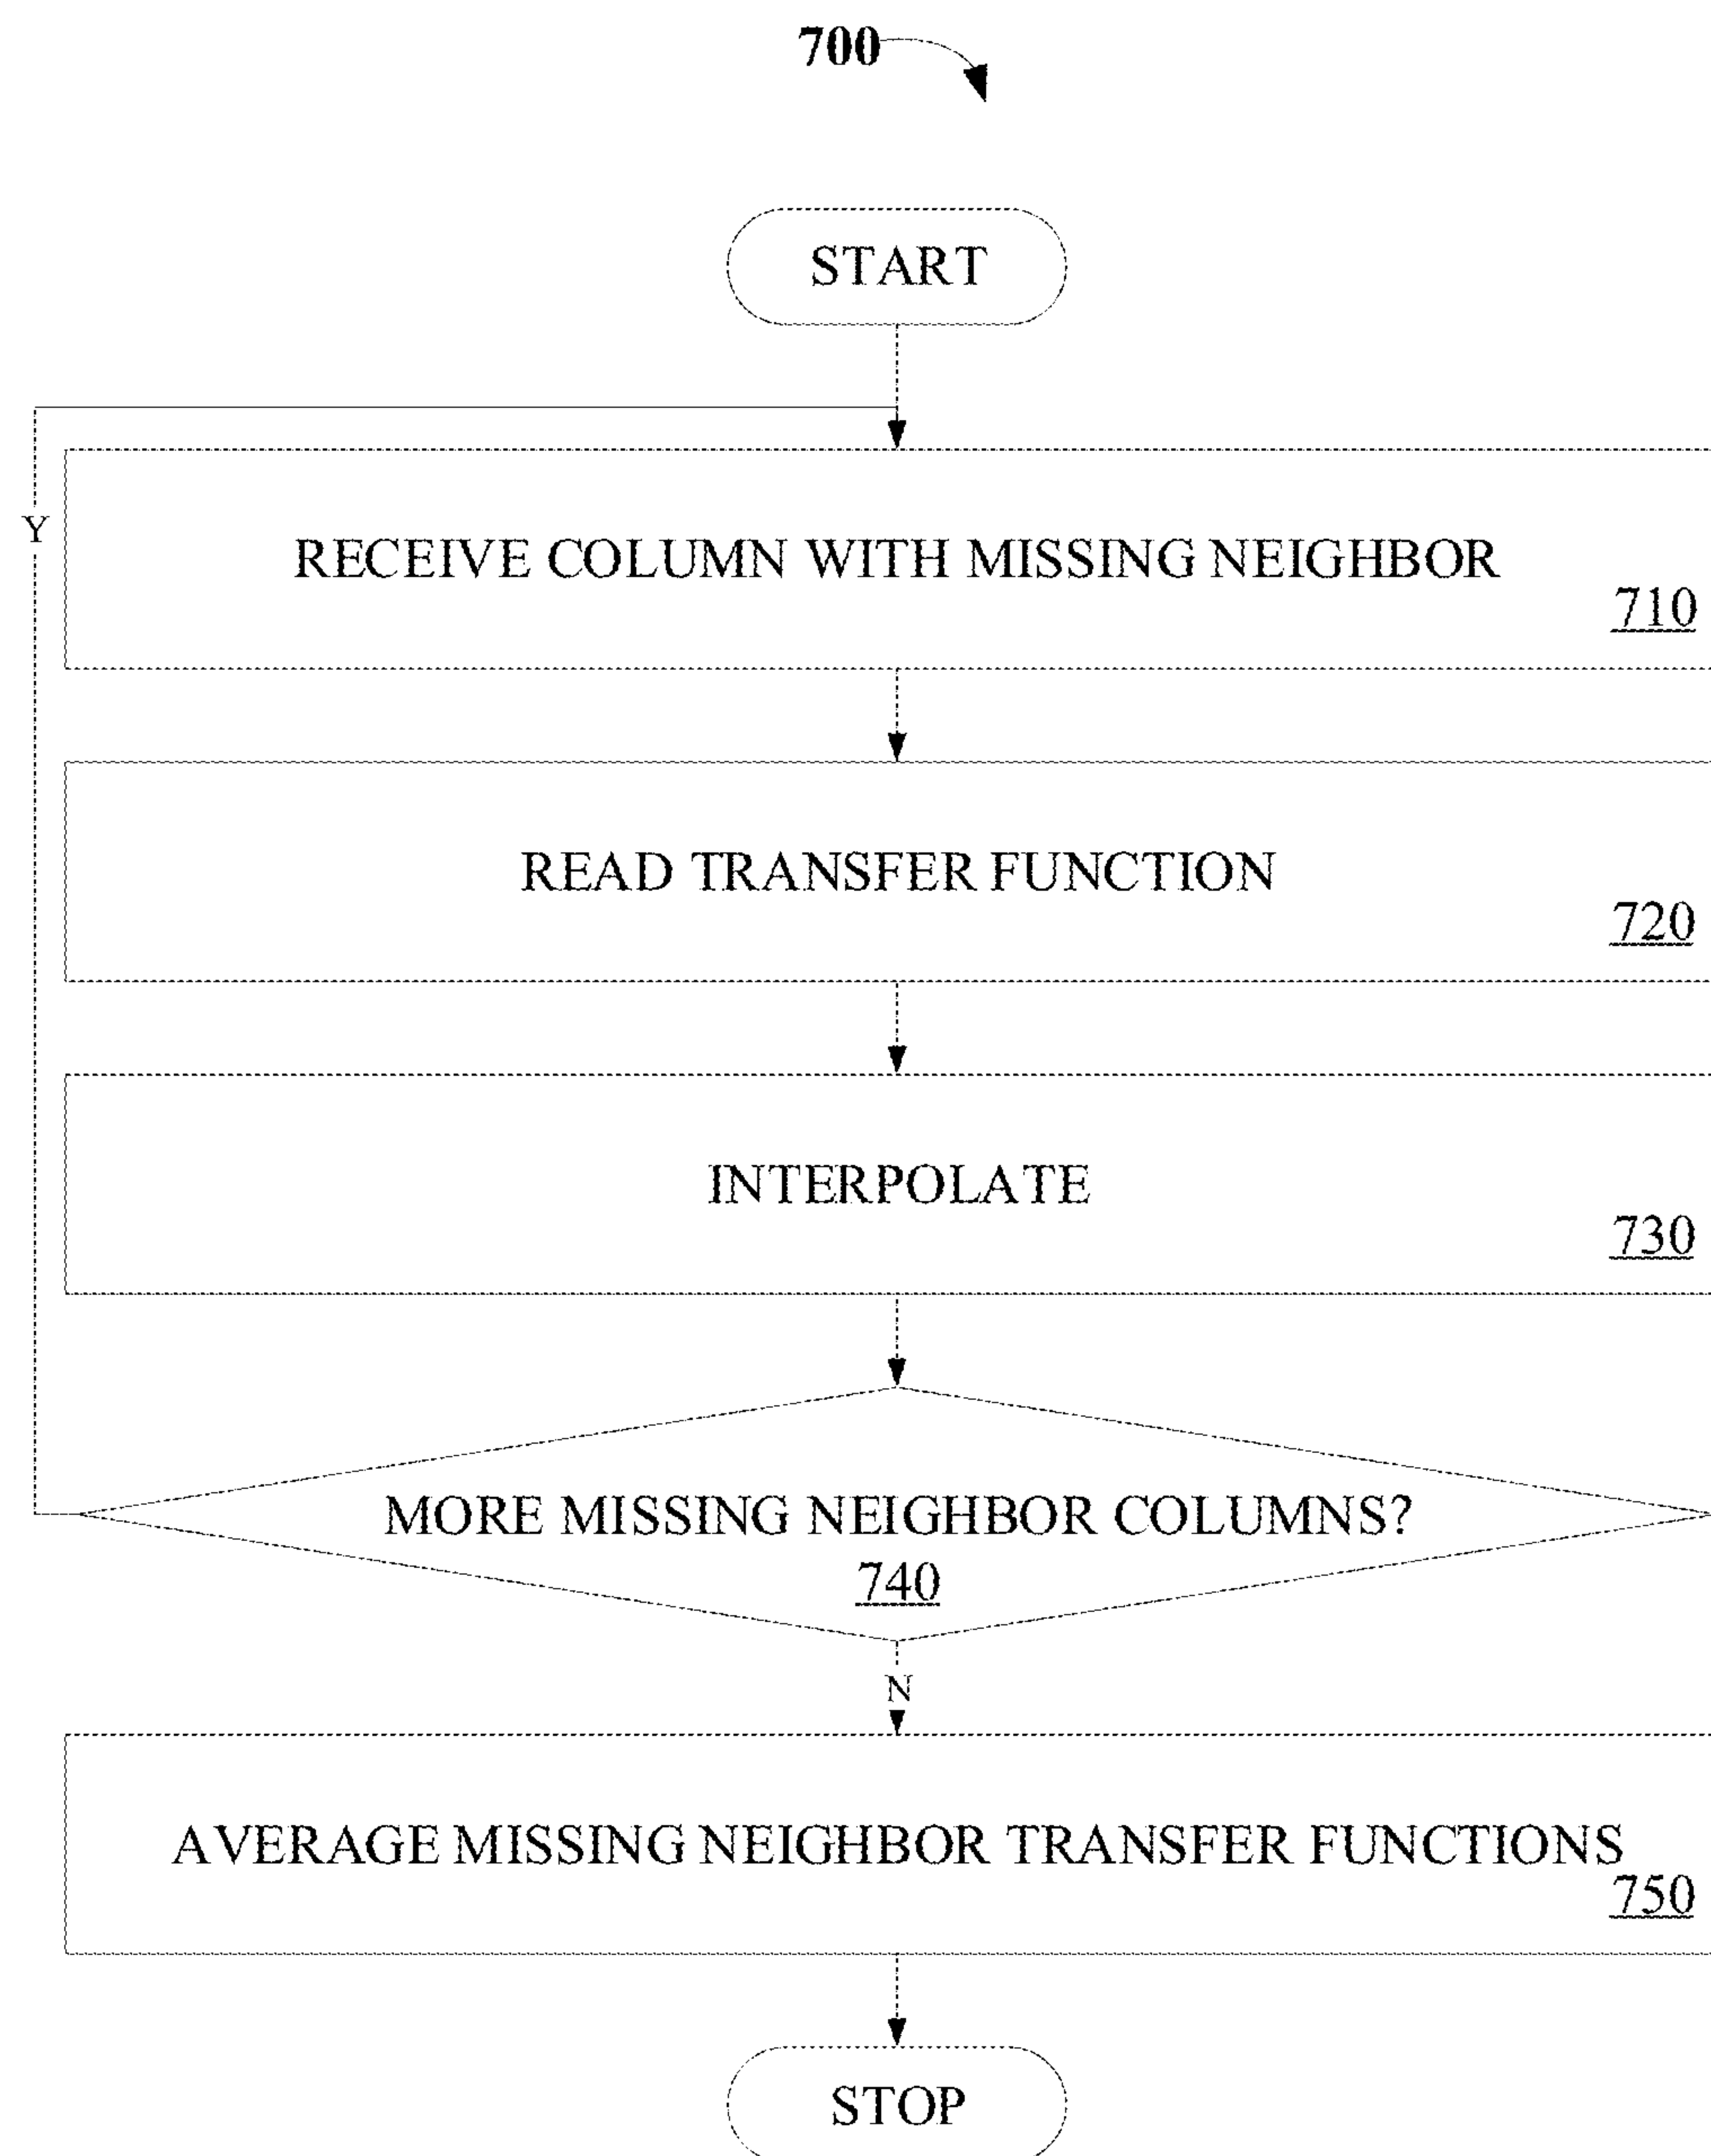 700
START
Y
RECEIVE COLUMN WITH MISSING NEIGHBOR
710
READ TRANSFER FUNCTION
720
INTERPOLATE
730
MORE MISSING NEIGHBOR COLUMNS?
740
N
AVERAGE MISSING NEIGHBOR TRANSFER FUNCTIONS
750
STOP